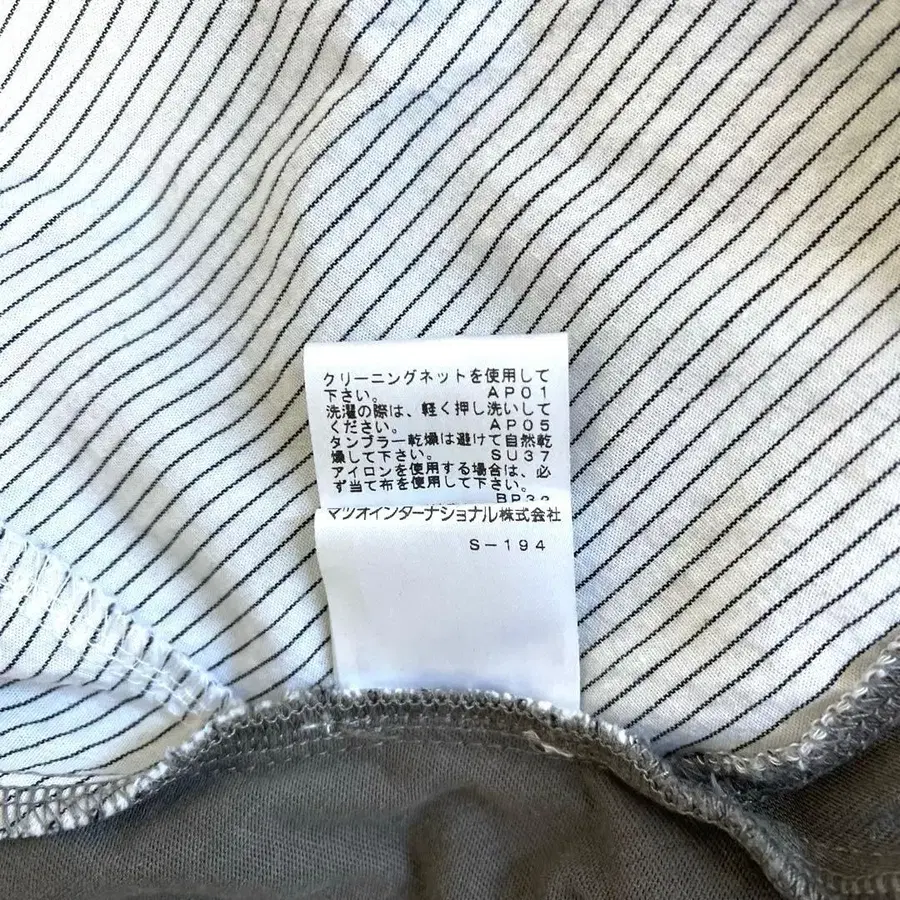 クリーニングネットを使用して
下さい。 AP01
洗濯の際は、軽く押し洗いして
ください。 AP05
タンブラー乾燥は避けて自然乾
燥して下さい。 SU37
アイロンを使用する場合は、必
ず当て布を使用して下さい。
マツオインターナショナル株式会社
S-194